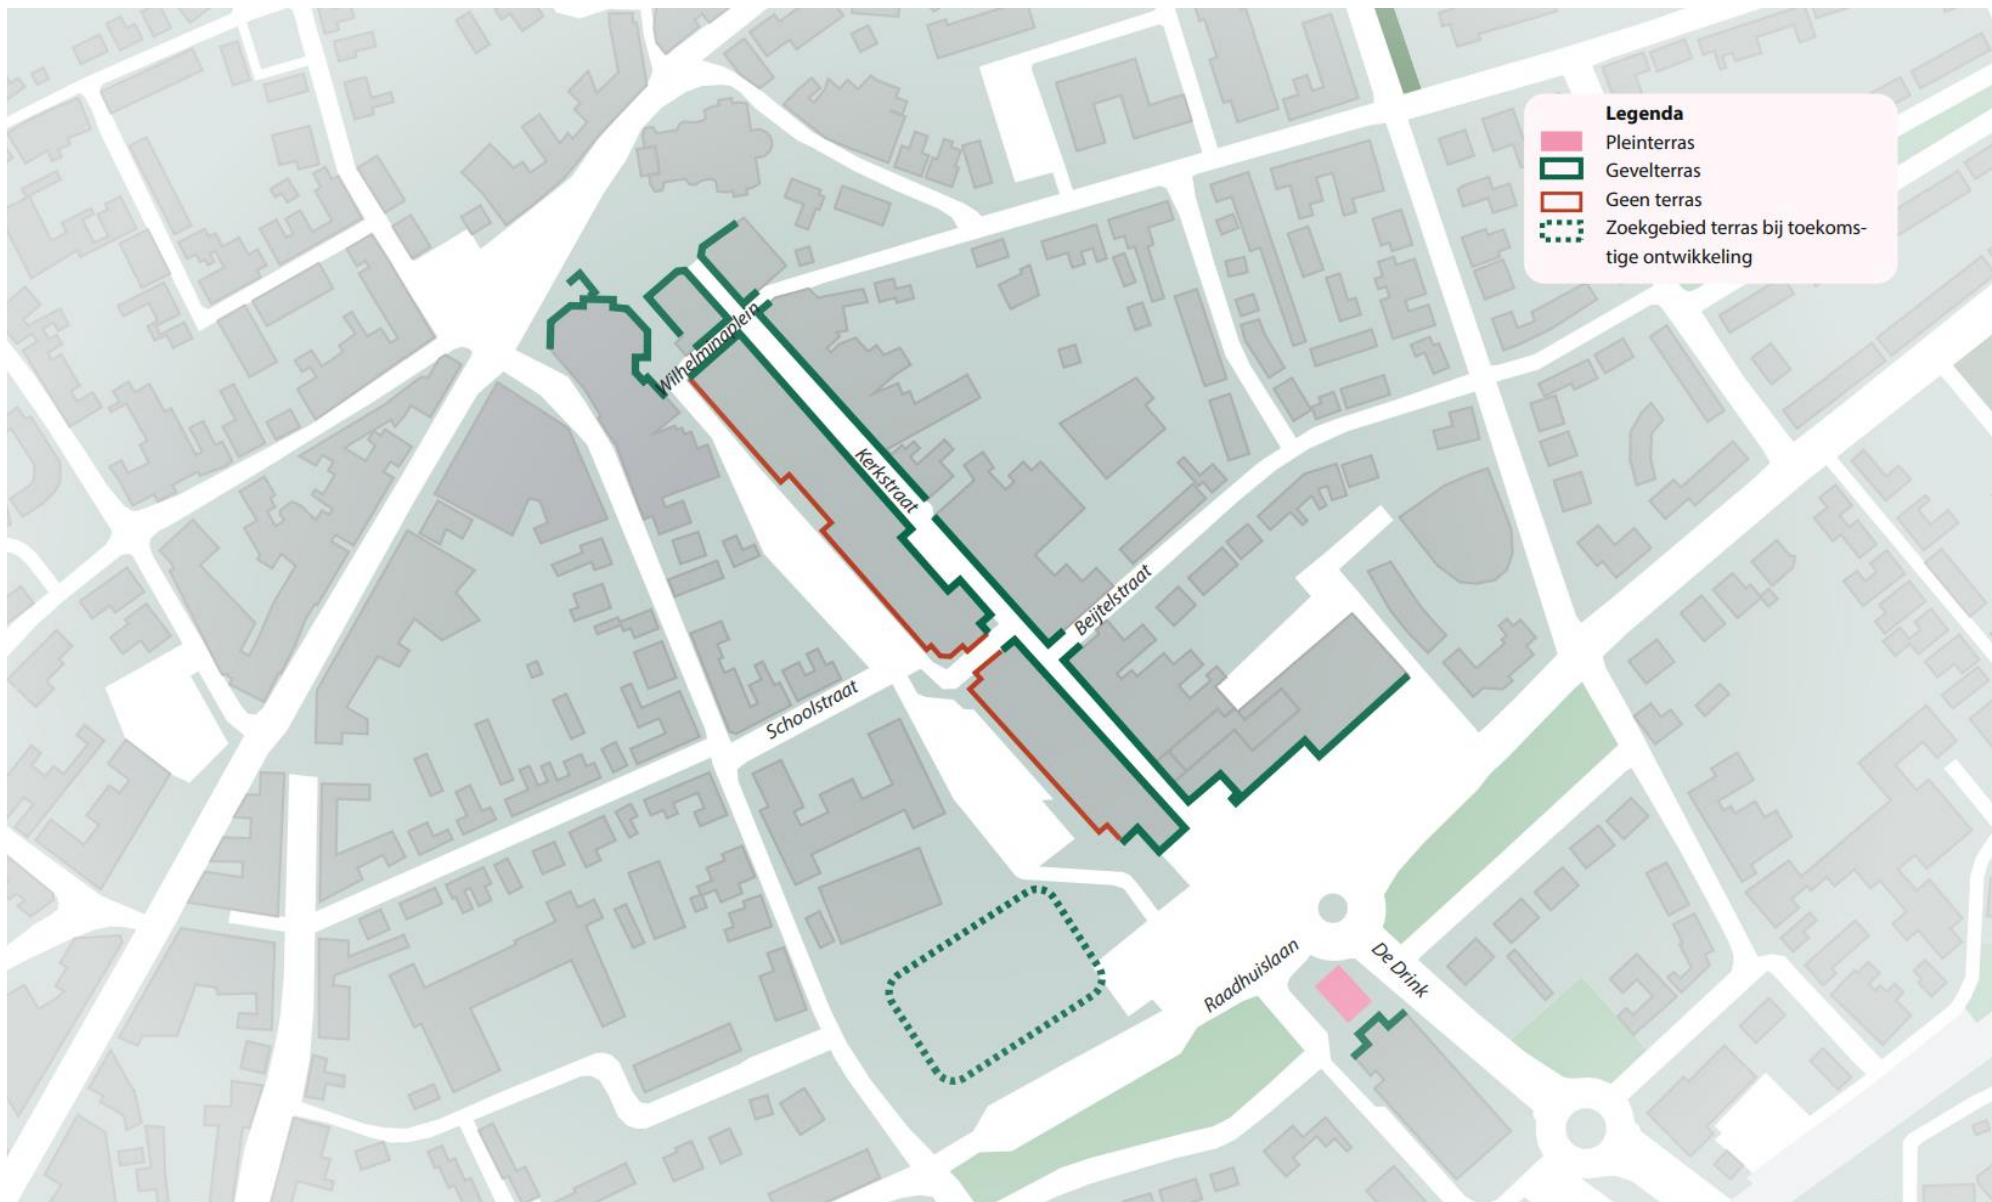 Legenda
Pleinterras
Gevelterras
Geen terras
Zoekgebied terras bij toekoms-
tige ontwikkeling
Wilhelminaplein
Kerkstraat
Beijtelstraat
Schoolstraat
Raadhuislaan
De Drink